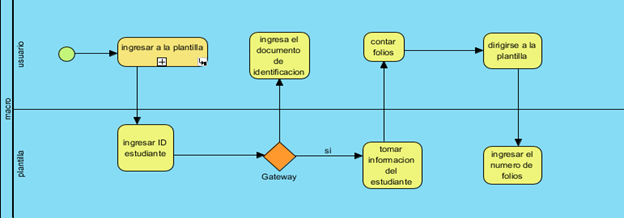 macro
usuario
ingresar a la plantilla
ingresa el
documento
de
identificacion
contar
folios
dirigirse a la
plantilla
plantilla
ingresar ID
estudiante
Gateway
si
tomar
informacion
del
estudiante
ingresar el
numero de
folios